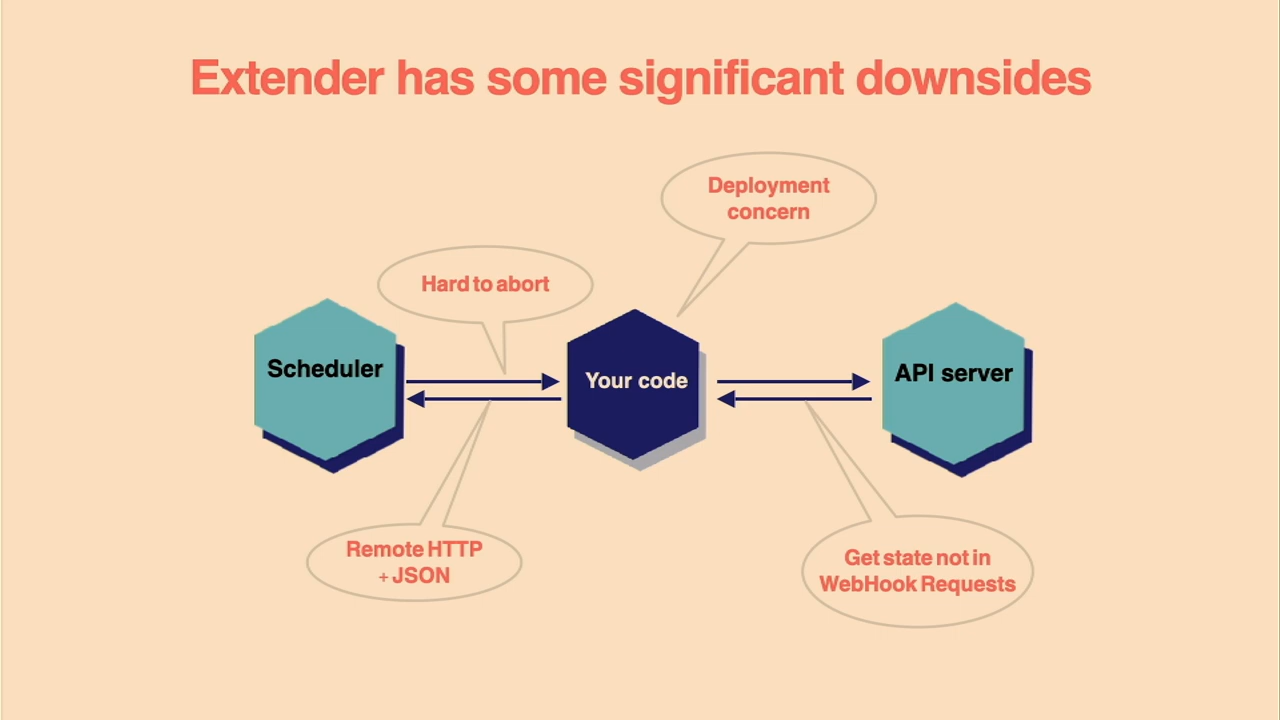 Extender has some significant downsides
Deployment
concern
Hard to abort
Scheduler
Your code
API server
Remote HTTP
+ JSON
Get state not in
WebHook Requests